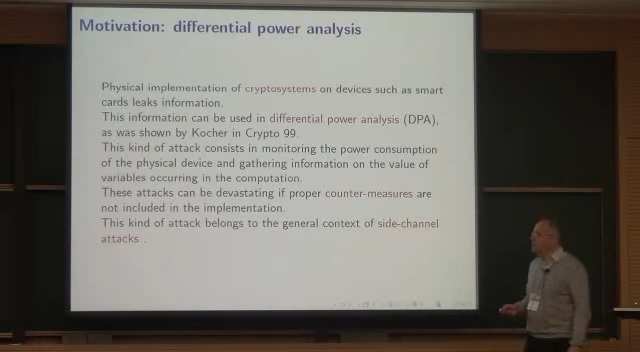 Motivation: differential power analysis
Physical implementation of cryptosystems on devices such as smart
cards leaks information.
This information can be used in differential power analysis (DPA),
as was shown by Kocher in Crypto 99.
This kind of attack consists in monitoring the power consumption
of the physical device and gathering information on the value of
variables occurring in the computation.
These attacks can be devastating if proper counter-measures are
not included in the implementation.
This kind of attack belongs to the general context of side-channel
attacks .